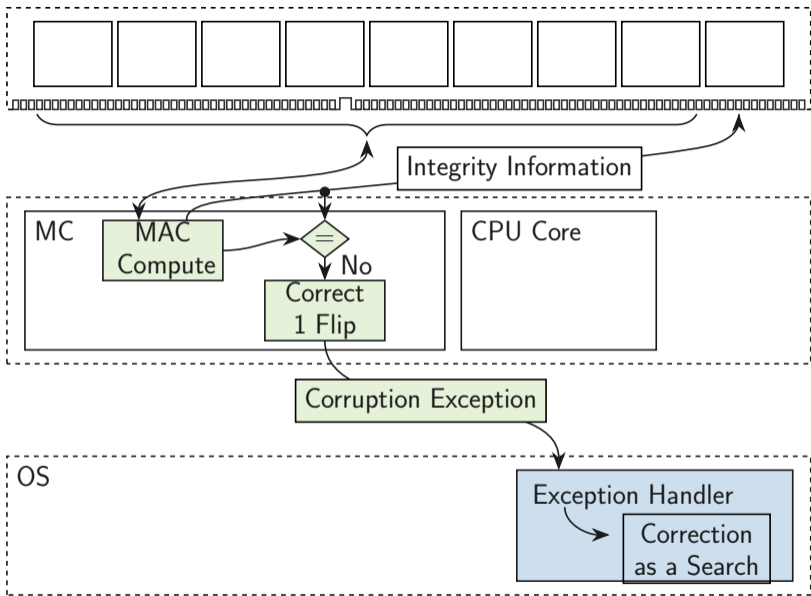 Integrity Information
MC
MAC
Compute
=
No
Correct
1 Flip
CPU Core
Corruption Exception
OS
Exception Handler
Correction
as a Search